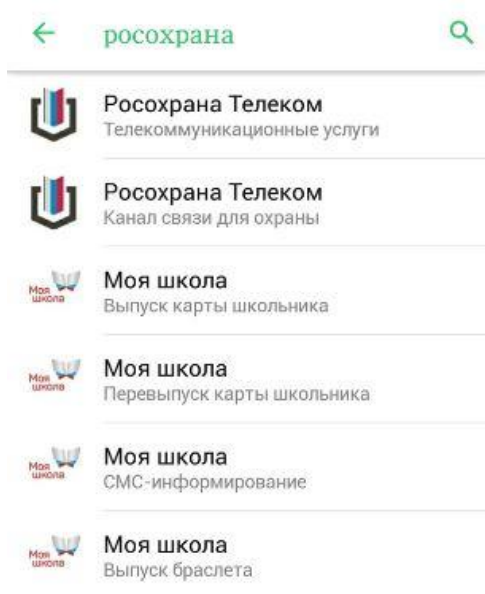 росохрана
Росохрана Телеком
Телекоммуникационные услуги
Росохрана Телеком
Канал связи для охраны
Моя школа
Моя
школа
Выпуск карты школьника
Моя школа
Моя
школа
Перевыпуск карты школьника
Моя школа
Моя
школа
СМС-информирование
Моя школа
Моя
школа
Выпуск браслета